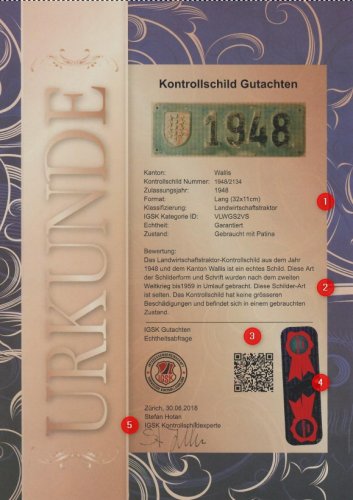 URKUNDE
Kontrollschild Gutachten
1948
Kanton: Wallis
Kontrollschild Nummer: 1948/2134
Zulassungsjahr: 1948
Format: Lang (32x11cm)
Klassifizierung: Landwirtschaftstraktor
IGSK Kategorie ID: VLWGS2VS
Echtheit: Garantiert
Zustand: Gebraucht mit Patina
1
Bewertung:
Das Landwirtschaftstraktor-Kontrollschild aus dem Jahr
1948 und dem Kanton Wallis ist ein echtes Schild. Diese Art
der Schilderform und Schrift wurden nach dem zweiten
Weltkrieg bis1959 in Umlauf gebracht. Diese Schilder-Art
ist selten. Das Kontrollschild hat keine grösseren
Beschädigungen und befindet sich in einem gebrauchten
Zustand.
2
IGSK Gutachten
Echtheitsabfrage
3
IGSK
4
Zürich, 30.08.2018
Stefan Hotan
IGSK Kontrollschildexperte
5